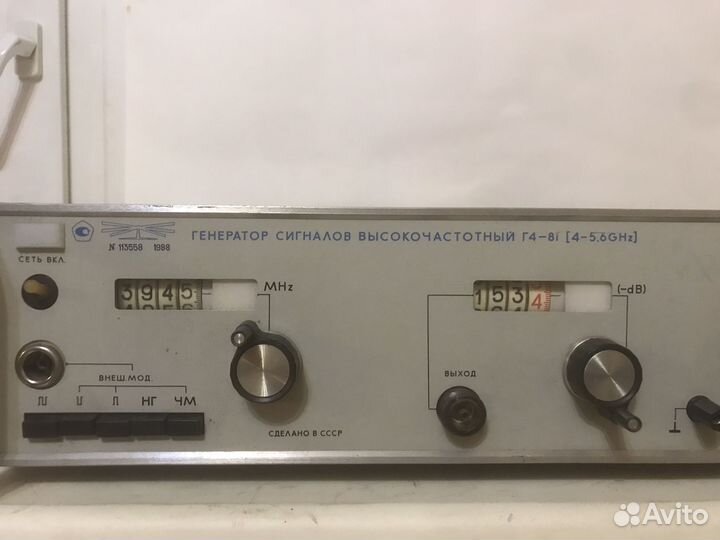 ГЕНЕРАТОР СИГНАЛОВ ВЫСОКОЧАСТОТНЫЙ Г4-81 [4-5.6GHz]
N 113558 1988
СЕТЬ ВКЛ.
3945
MHz
1534
(-dB)
ВНЕШ. МОД.
ВЫХОД
НГ ЧМ
СДЕЛАНО В СССР
Avito